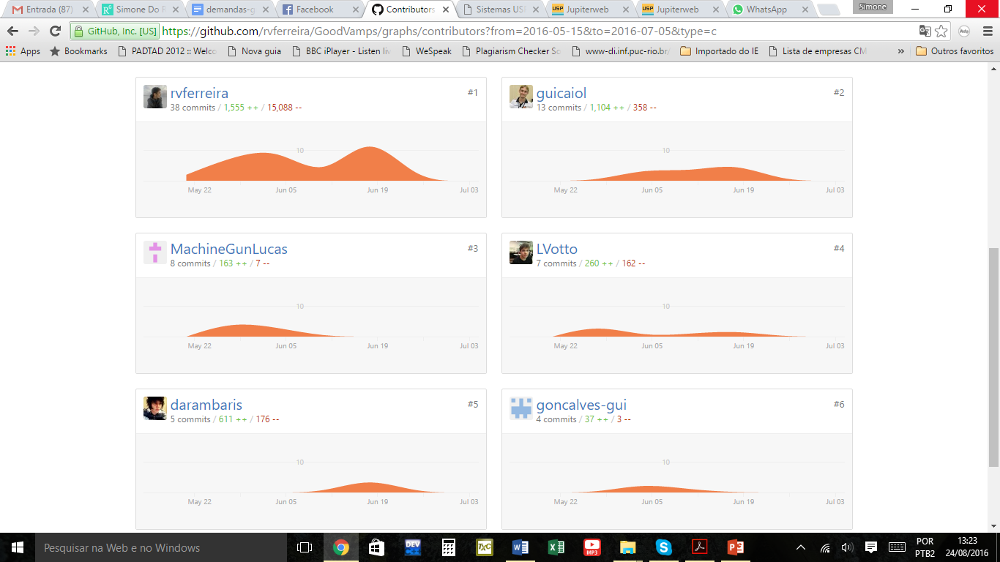 Simone
Entrada (87)
Simone Do P
demandas-g
Facebook
Contributors
Sistemas USP
Jupiterweb
Jupiterweb
WhatsApp
GitHub, Inc. [US] https://github.com/rvferreira/GoodVamps/graphs/contributors?from=2016-05-15&to=2016-07-05&type=c
Apps Bookmarks PADTAD 2012 :: Welco Nova guia BBC iPlayer - Listen liv WeSpeak Plagiarism Checker So www-di.inf.puc-rio.br/ Importado do IE Lista de empresas CM » Outros favoritos
rvferreira #1
38 commits / 1,555 ++ / 15,088 --
10
May 22 Jun 05 Jun 19 Jul 03
guicaiol #2
13 commits / 1,104 ++ / 358 --
10
May 22 Jun 05 Jun 19 Jul 03
MachineGunLucas #3
8 commits / 163 ++ / 7 --
10
May 22 Jun 05 Jun 19 Jul 03
LVotto #4
7 commits / 260 ++ / 162 --
10
May 22 Jun 05 Jun 19 Jul 03
darambaris #5
5 commits / 611 ++ / 176 --
10
May 22 Jun 05 Jun 19 Jul 03
goncalves-gui #6
4 commits / 37 ++ / 3 --
10
May 22 Jun 05 Jun 19 Jul 03
Pesquisar na Web e no Windows
DEV
TxC
MP3
POR
PTB2
13:23
24/08/2016